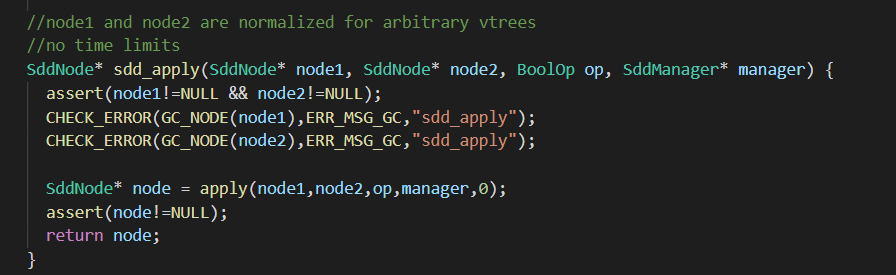 //node1 and node2 are normalized for arbitrary vtrees
//no time limits
SddNode* sdd_apply(SddNode* node1, SddNode* node2, BoolOp op, SddManager* manager) {
  assert(node1!=NULL && node2!=NULL);
  CHECK_ERROR(GC_NODE(node1),ERR_MSG_GC,"sdd_apply");
  CHECK_ERROR(GC_NODE(node2),ERR_MSG_GC,"sdd_apply");

  SddNode* node = apply(node1,node2,op,manager,0);
  assert(node!=NULL);
  return node;
}